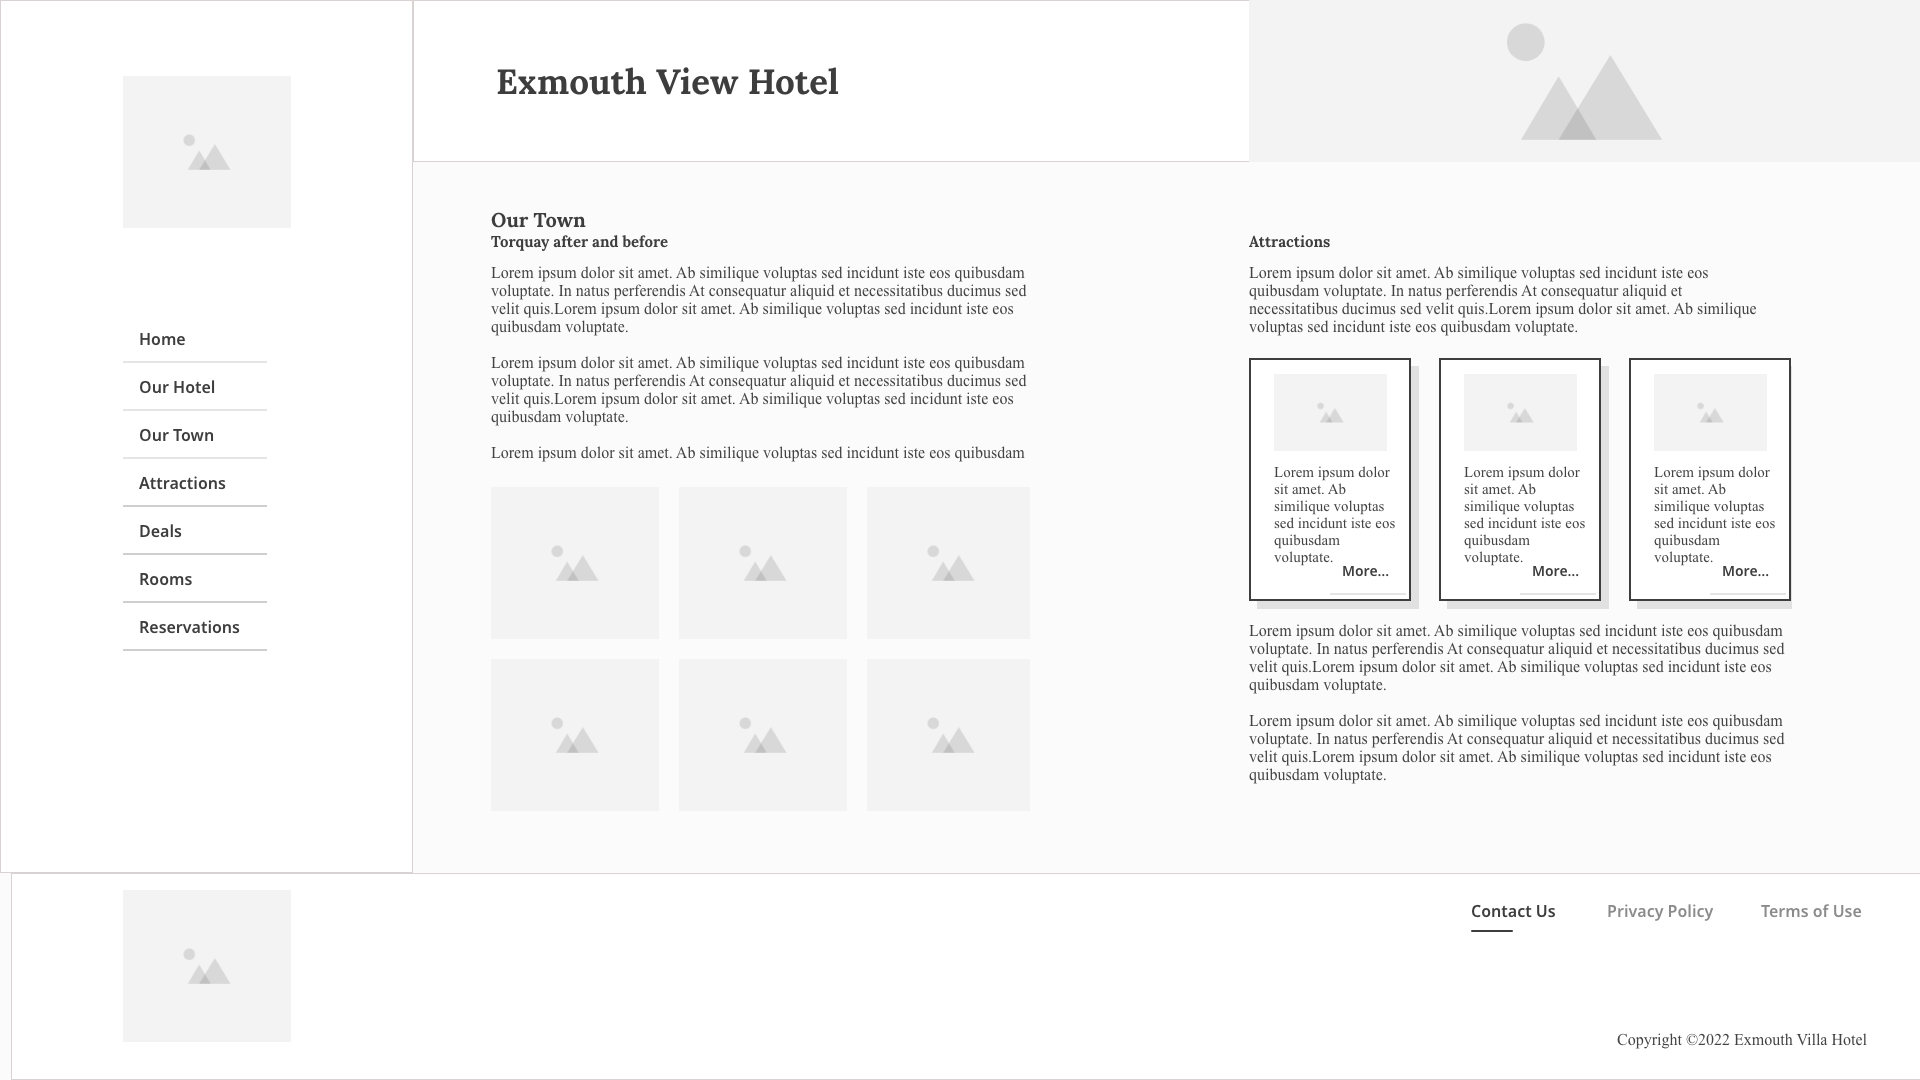 Exmouth View Hotel
Home
Our Hotel
Our Town
Attractions
Deals
Rooms
Reservations
Our Town
Torquay after and before
Lorem ipsum dolor sit amet. Ab similique voluptas sed incidunt iste eos quibusdam
voluptate. In natus perferendis At consequatur aliquid et necessitatibus ducimus sed
velit quis.Lorem ipsum dolor sit amet. Ab similique voluptas sed incidunt iste eos
quibusdam voluptate.
Lorem ipsum dolor sit amet. Ab similique voluptas sed incidunt iste eos quibusdam
voluptate. In natus perferendis At consequatur aliquid et necessitatibus ducimus sed
velit quis.Lorem ipsum dolor sit amet. Ab similique voluptas sed incidunt iste eos
quibusdam voluptate.
Lorem ipsum dolor sit amet. Ab similique voluptas sed incidunt iste eos quibusdam
Attractions
Lorem ipsum dolor sit amet. Ab similique voluptas sed incidunt iste eos
quibusdam voluptate. In natus perferendis At consequatur aliquid et
necessitatibus ducimus sed velit quis.Lorem ipsum dolor sit amet. Ab similique
voluptas sed incidunt iste eos quibusdam voluptate.
Lorem ipsum dolor
sit amet. Ab
similique voluptas
sed incidunt iste eos
quibusdam
voluptate.
More...
Lorem ipsum dolor
sit amet. Ab
similique voluptas
sed incidunt iste eos
quibusdam
voluptate.
More...
Lorem ipsum dolor
sit amet. Ab
similique voluptas
sed incidunt iste eos
quibusdam
voluptate.
More...
Lorem ipsum dolor sit amet. Ab similique voluptas sed incidunt iste eos quibusdam
voluptate. In natus perferendis At consequatur aliquid et necessitatibus ducimus sed
velit quis.Lorem ipsum dolor sit amet. Ab similique voluptas sed incidunt iste eos
quibusdam voluptate.
Lorem ipsum dolor sit amet. Ab similique voluptas sed incidunt iste eos quibusdam
voluptate. In natus perferendis At consequatur aliquid et necessitatibus ducimus sed
velit quis.Lorem ipsum dolor sit amet. Ab similique voluptas sed incidunt iste eos
quibusdam voluptate.
Contact Us
Privacy Policy
Terms of Use
Copyright ©2022 Exmouth Villa Hotel